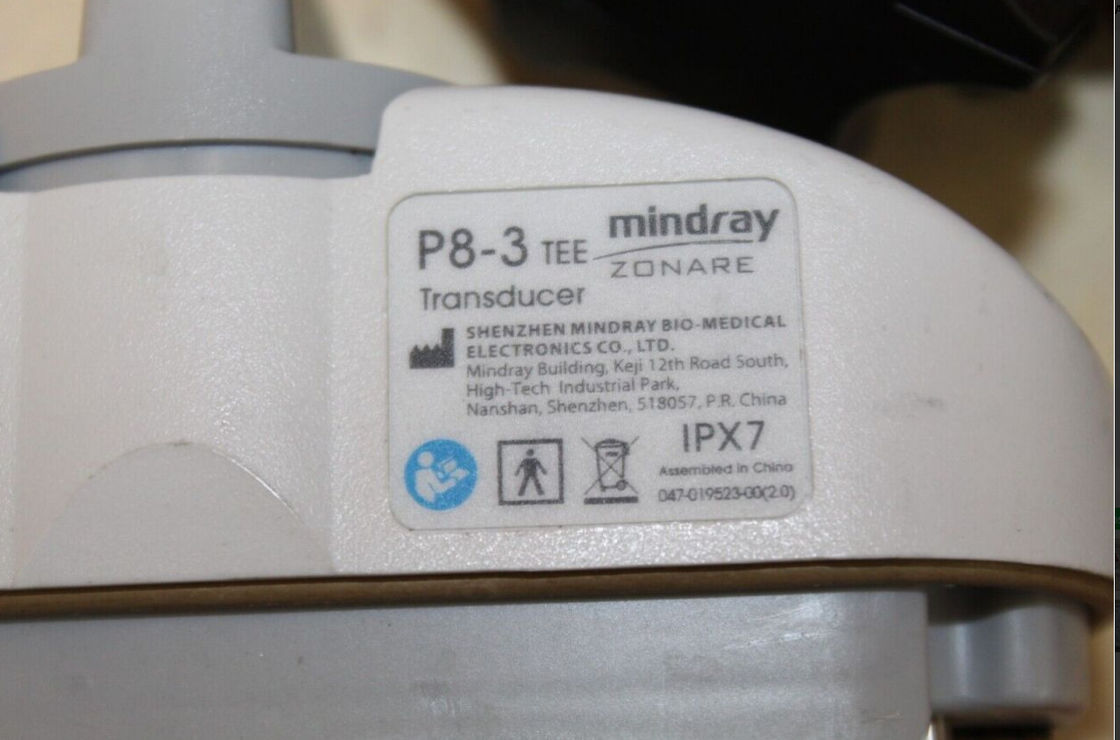 P8-3 TEE mindray
ZONARE
Transducer
SHENZHEN MINDRAY BIO-MEDICAL
ELECTRONICS CO., LTD.
Mindray Building, Keji 12th Road South,
High-Tech Industrial Park,
Nanshan, Shenzhen, 518057, P.R. China
IPX7
Assembled in China
047-019523-00(2.0)